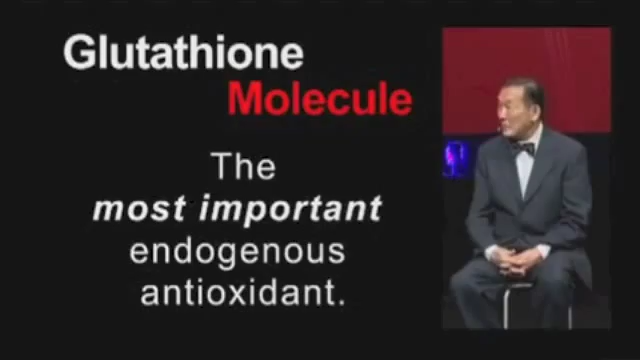 Glutathione
Molecule
The
most important
endogenous
antioxidant.